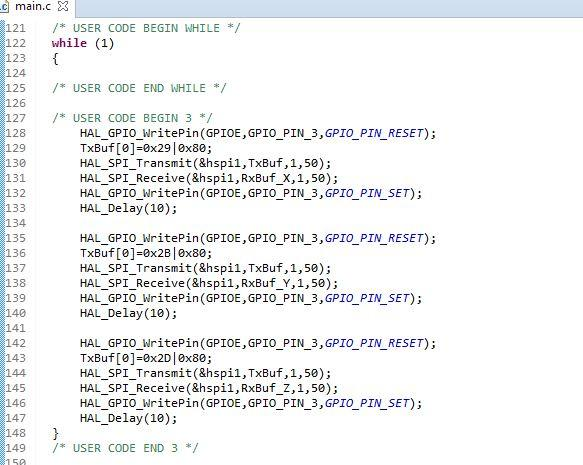 main.c
121 /* USER CODE BEGIN WHILE */
122 while (1)
123 {
124
125 /* USER CODE END WHILE */
126
127 /* USER CODE BEGIN 3 */
128 HAL_GPIO_WritePin(GPIOE,GPIO_PIN_3,GPIO_PIN_RESET);
129 TxBuf[0]=0x29|0x80;
130 HAL_SPI_Transmit(&hspi1,TxBuf,1,50);
131 HAL_SPI_Receive(&hspi1,RxBuf_X,1,50);
132 HAL_GPIO_WritePin(GPIOE,GPIO_PIN_3,GPIO_PIN_SET);
133 HAL_Delay(10);
134
135 HAL_GPIO_WritePin(GPIOE,GPIO_PIN_3,GPIO_PIN_RESET);
136 TxBuf[0]=0x2B|0x80;
137 HAL_SPI_Transmit(&hspi1,TxBuf,1,50);
138 HAL_SPI_Receive(&hspi1,RxBuf_Y,1,50);
139 HAL_GPIO_WritePin(GPIOE,GPIO_PIN_3,GPIO_PIN_SET);
140 HAL_Delay(10);
141
142 HAL_GPIO_WritePin(GPIOE,GPIO_PIN_3,GPIO_PIN_RESET);
143 TxBuf[0]=0x2D|0x80;
144 HAL_SPI_Transmit(&hspi1,TxBuf,1,50);
145 HAL_SPI_Receive(&hspi1,RxBuf_Z,1,50);
146 HAL_GPIO_WritePin(GPIOE,GPIO_PIN_3,GPIO_PIN_SET);
147 HAL_Delay(10);
148 }
149 /* USER CODE END 3 */
150